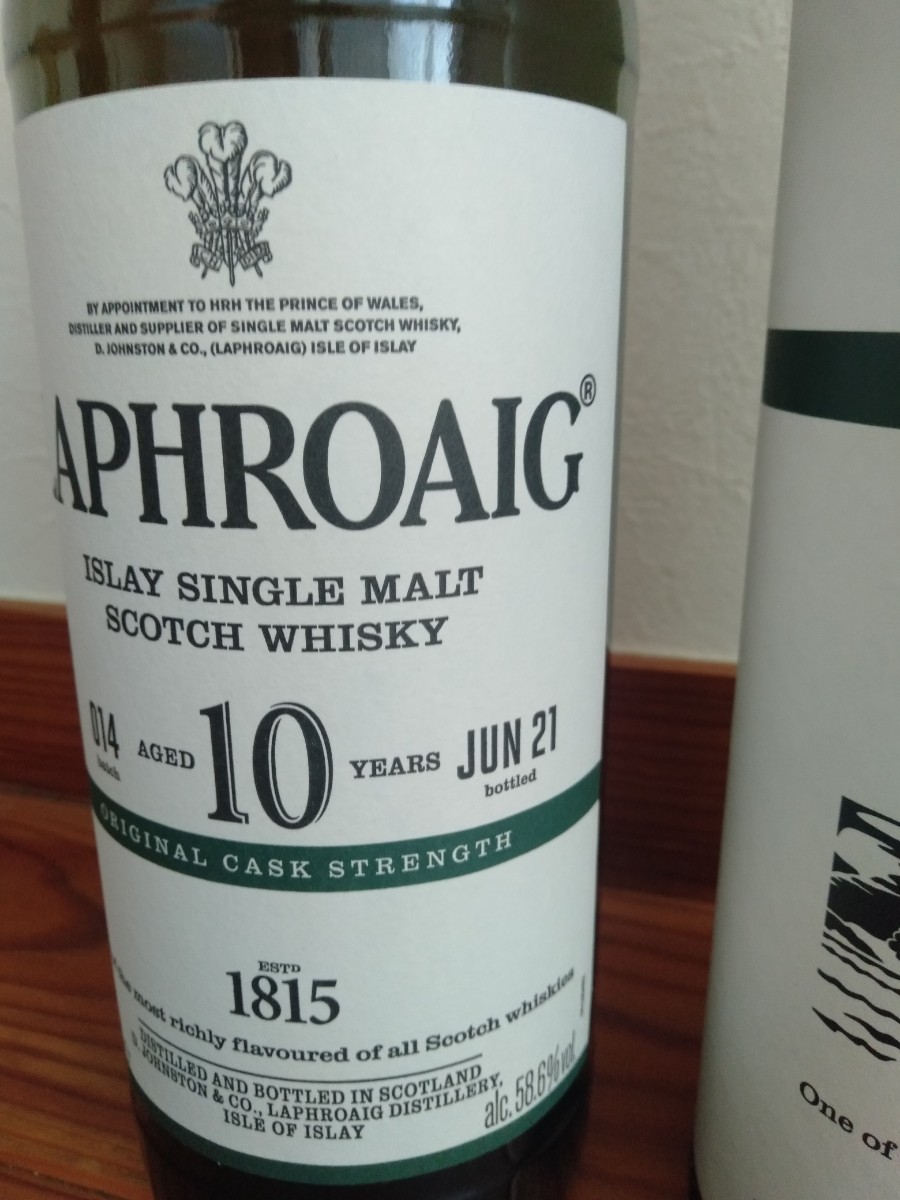 BY APPOINTMENT TO HRH THE PRINCE OF WALES,
DISTILLER AND SUPPLIER OF SINGLE MALT SCOTCH WHISKY,
D. JOHNSTON & CO., (LAPHROAIG) ISLE OF ISLAY
APHROAIG®
ISLAY SINGLE MALT
SCOTCH WHISKY
014 AGED 10 YEARS JUN 21
batch bottled
ORIGINAL CASK STRENGTH
ESTD
1815
the most richly flavoured of all Scotch whiskies
DISTILLED AND BOTTLED IN SCOTLAND
D. JOHNSTON & CO., LAPHROAIG DISTILLERY,
ISLE OF ISLAY
alc. 58.6% vol.
One of